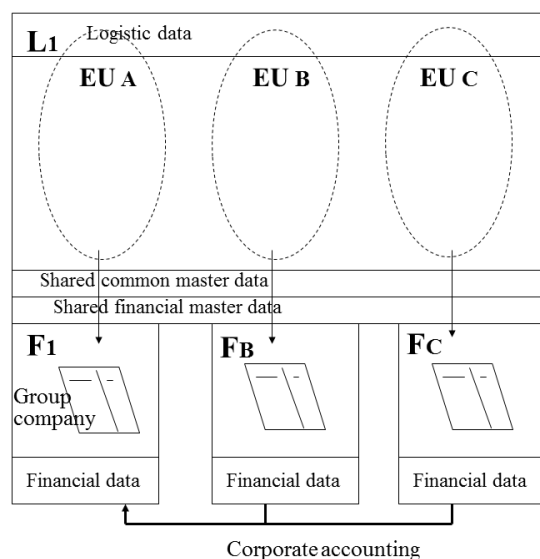 L1
Logistic data
EU A
EU B
EU C
Shared common master data
Shared financial master data
F1
FB
FC
Group
company
Financial data
Financial data
Financial data
Corporate accounting